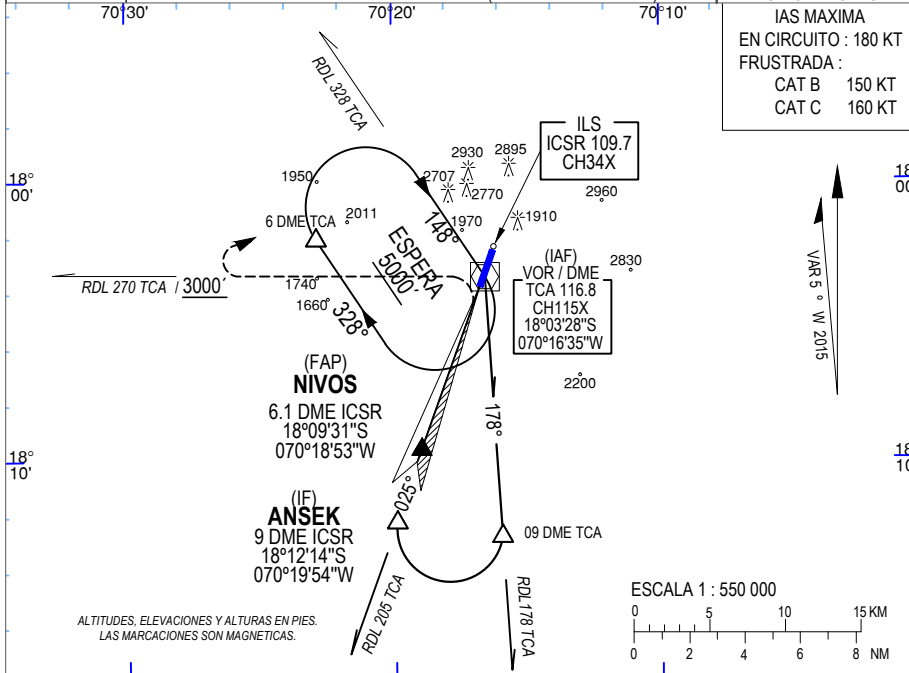 70°30'
70°20'
70°10'
IAS MAXIMA
EN CIRCUITO : 180 KT
FRUSTRADA :
CAT B 150 KT
CAT C 160 KT
RDL 328 TCA
ILS
ICSR 109.7
CH34X
2930
2895
2707
2770
1950
2960
18°
00'
18
00'
6 DME TCA
2011
148°
1970
1910
ESPERA
5000'
(IAF)
VOR / DME
TCA 116.8
CH115X
18°03'28"S
070°16'35"W
2830
RDL 270 TCA
3000'
1740
1660
328°
VAR 5 ° W 2015
(FAP)
NIVOS
6.1 DME ICSR
18°09'31"S
070°18'53"W
2200
178°
18°
10'
18
10'
025°
(IF)
ANSEK
9 DME ICSR
18°12'14"S
070°19'54"W
09 DME TCA
RDL 205 TCA
RDL178 TCA
ALTITUDES, ELEVACIONES Y ALTURAS EN PIES.
LAS MARCACIONES SON MAGNETICAS.
ESCALA 1 : 550 000
0 5 10 15 KM
0 2 4 6 8 NM